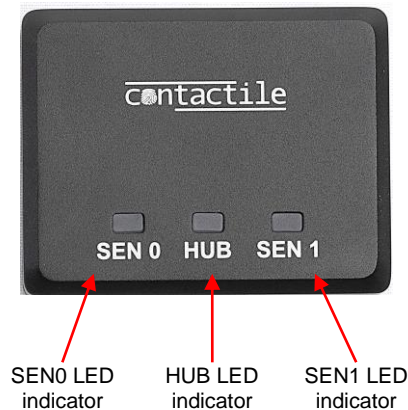 contactile
SEN 0 HUB SEN 1
SEN0 LED
indicator
HUB LED
indicator
SEN1 LED
indicator